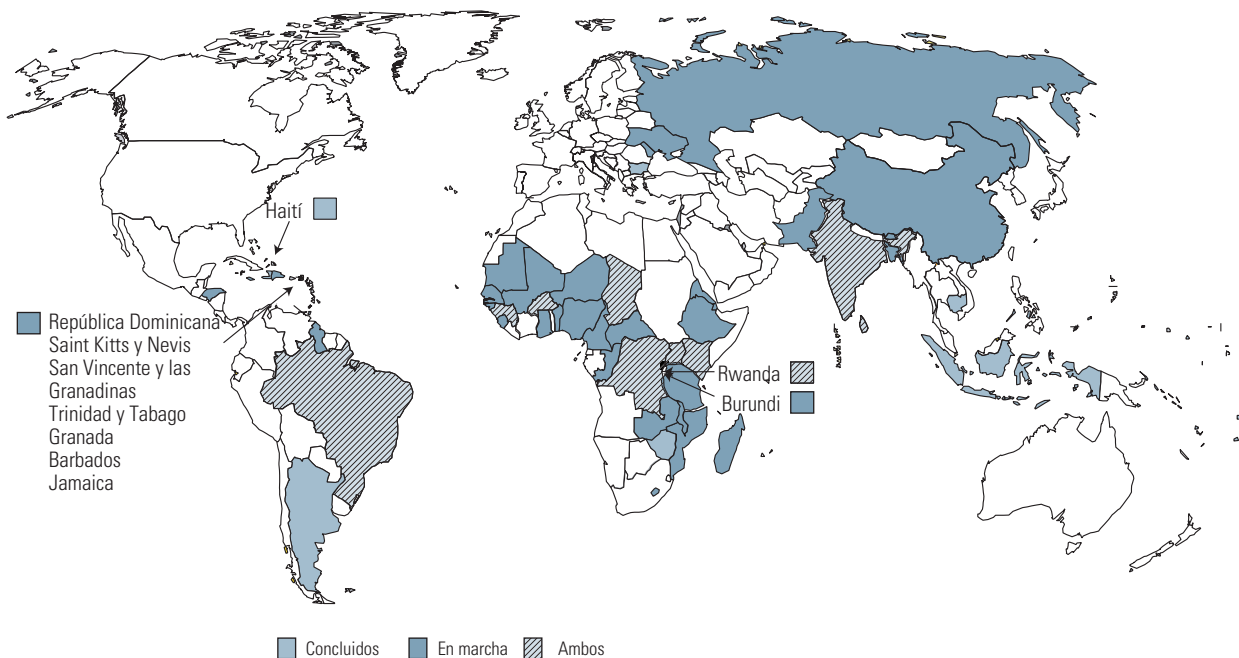 Haití
República Dominicana
Saint Kitts y Nevis
San Vincente y las
Granadinas
Trinidad y Tabago
Granada
Barbados
Jamaica
Rwanda
Burundi
Concluidos
En marcha
Ambos